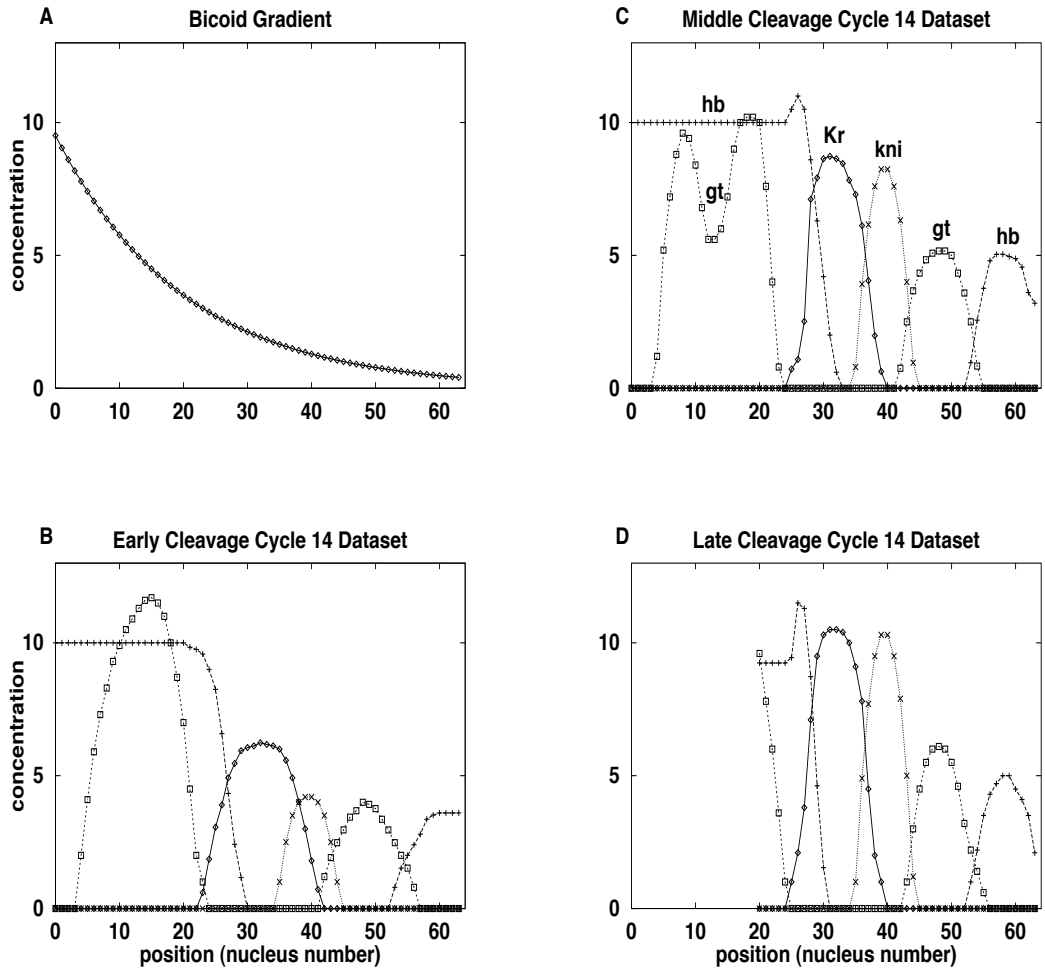 A
Bicoid Gradient
10
5
0
concentration
0 10 20 30 40 50 60
C
Middle Cleavage Cycle 14 Dataset
hb
Kr
kni
gt
gt
hb
10
5
0
0 10 20 30 40 50 60
B
Early Cleavage Cycle 14 Dataset
10
5
0
concentration
0 10 20 30 40 50 60
position (nucleus number)
D
Late Cleavage Cycle 14 Dataset
10
5
0
0 10 20 30 40 50 60
position (nucleus number)